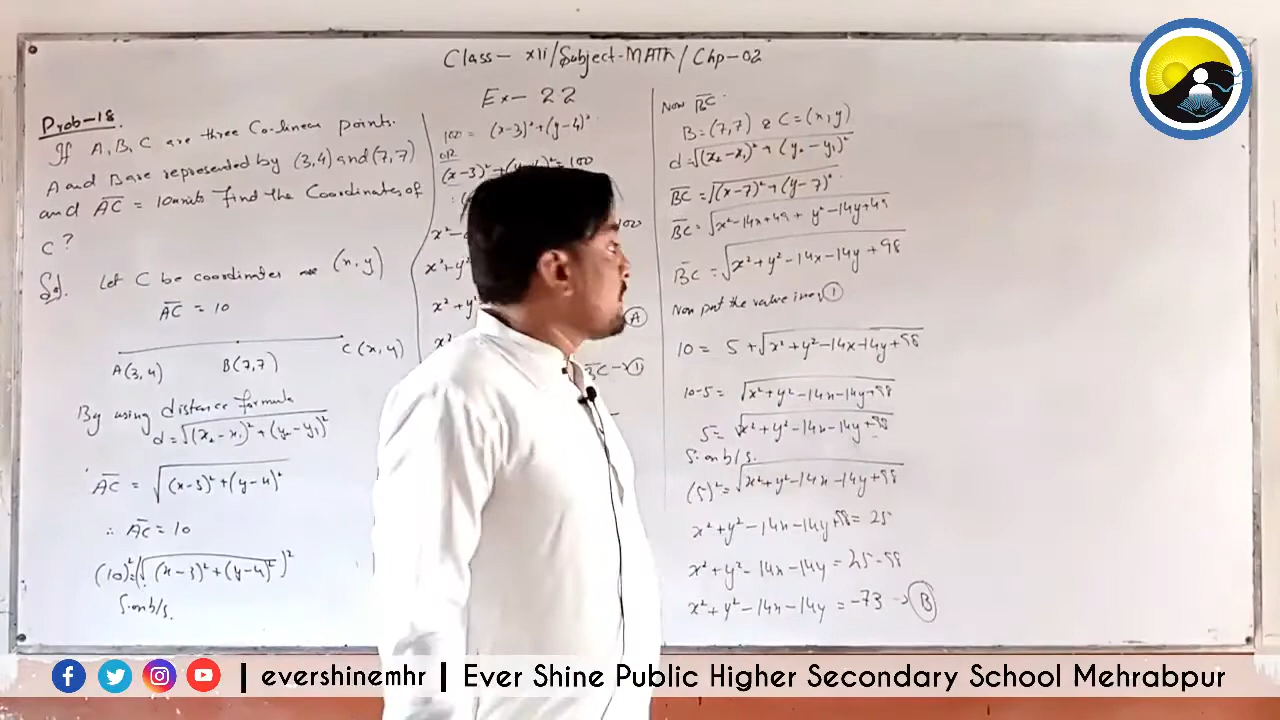 Class- XII/Subject-MATH/Chp-02
Ex- 22
Prob-18.
If A, B, C are three Co-linear points.
A and B are represented by (3,4) and (7,7)
and AC̅ = 10units find the Coordinates of
C?
Sol. Let C be coordinates are (x, y)
AC̅ = 10
A(3,4) B(7,7) C(x,y)
By using distance formula
d=√(x₂-x₁)²+(y₂-y₁)²
AC̅ = √(x-3)²+(y-4)²
∴ AC̅ = 10
(10)²=(√(x-3)²+(y-4)²)²
S.onb/s.
100 = (x-3)²+(y-4)²
OR
(x-3)²+(y-4)²=100
100
x²-
x²+y²
x²+y² A
x²
BC̅ → 1
Now BC̅
B=(7,7) & C=(x,y)
d=√(x₂-x₁)²+(y₂-y₁)²
BC̅ = √(x-7)²+(y-7)²
BC̅ = √x²-14x+49+y²-14y+49
BC̅ = √x²+y²-14x-14y+98
Now put the value in eq 1
10 = 5+√x²+y²-14x-14y+98
10-5 = √x²+y²-14x-14y+98
5 = √x²+y²-14x-14y+98
S.onb/s.
(5)² = √x²+y²-14x-14y+98
x²+y²-14x-14y+98=25
x²+y²-14x-14y=25-98
x²+y²-14x-14y=-73 → B
| evershinemhr | Ever Shine Public Higher Secondary School Mehrabpur